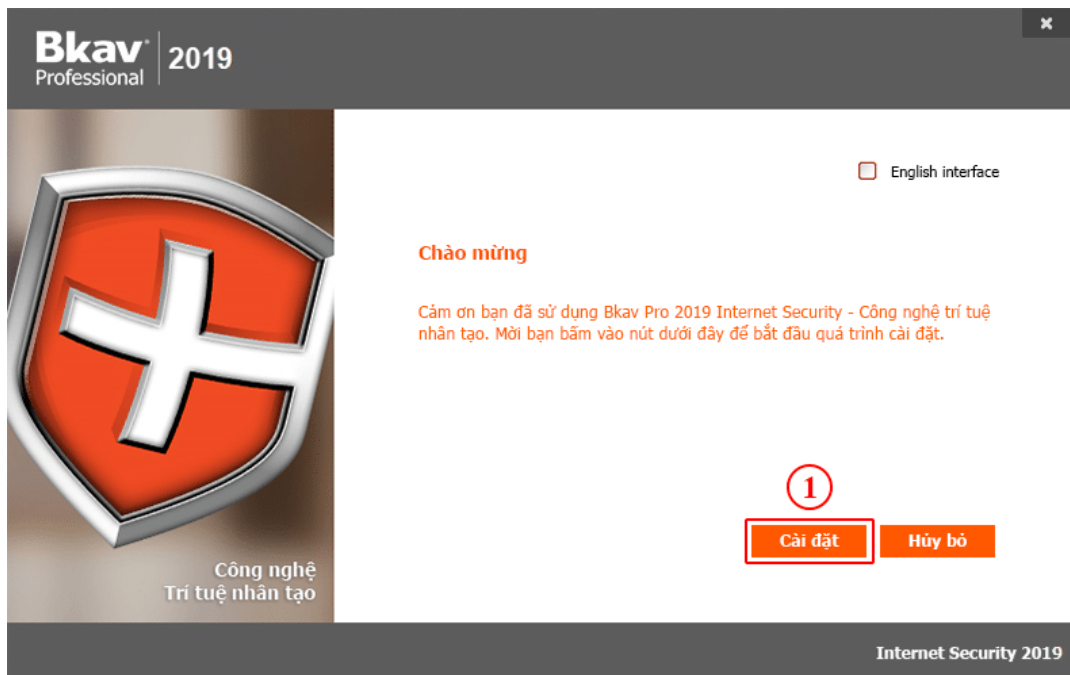 Bkav
Professional
2019
English interface
Chào mừng
Cảm ơn bạn đã sử dụng Bkav Pro 2019 Internet Security - Công nghệ trí tuệ
nhân tạo. Mời bạn bấm vào nút dưới đây để bắt đầu quá trình cài đặt.
1
Cài đặt
Hủy bỏ
Công nghệ
Trí tuệ nhân tạo
Internet Security 2019